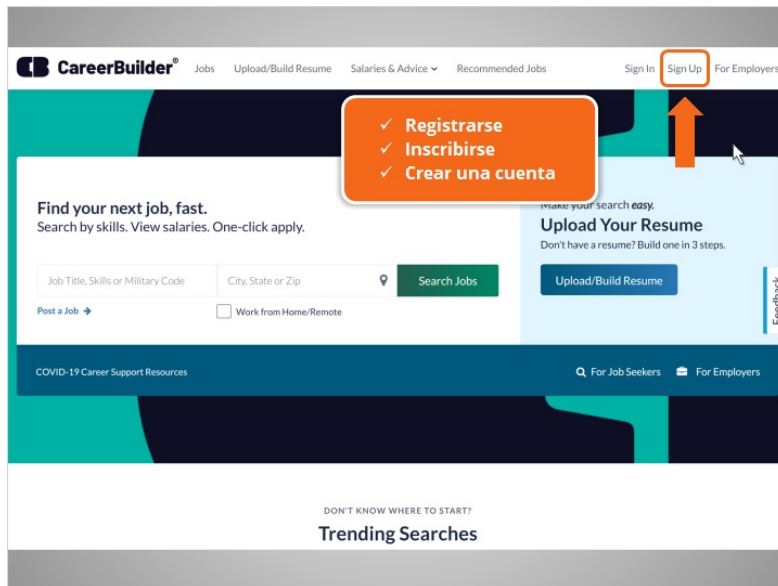 CareerBuilder®
Jobs Upload/Build Resume Salaries & Advice Recommended Jobs Sign In Sign Up For Employers
✓ Registrarse
✓ Inscribirse
✓ Crear una cuenta
Find your next job, fast.
Search by skills. View salaries. One-click apply.
Job Title, Skills or Military Code
City, State or Zip
Search Jobs
Post a Job
Work from Home/Remote
Make your search easy.
Upload Your Resume
Don't have a resume? Build one in 3 steps.
Upload/Build Resume
Feedback
COVID-19 Career Support Resources
For Job Seekers For Employers
DON'T KNOW WHERE TO START?
Trending Searches